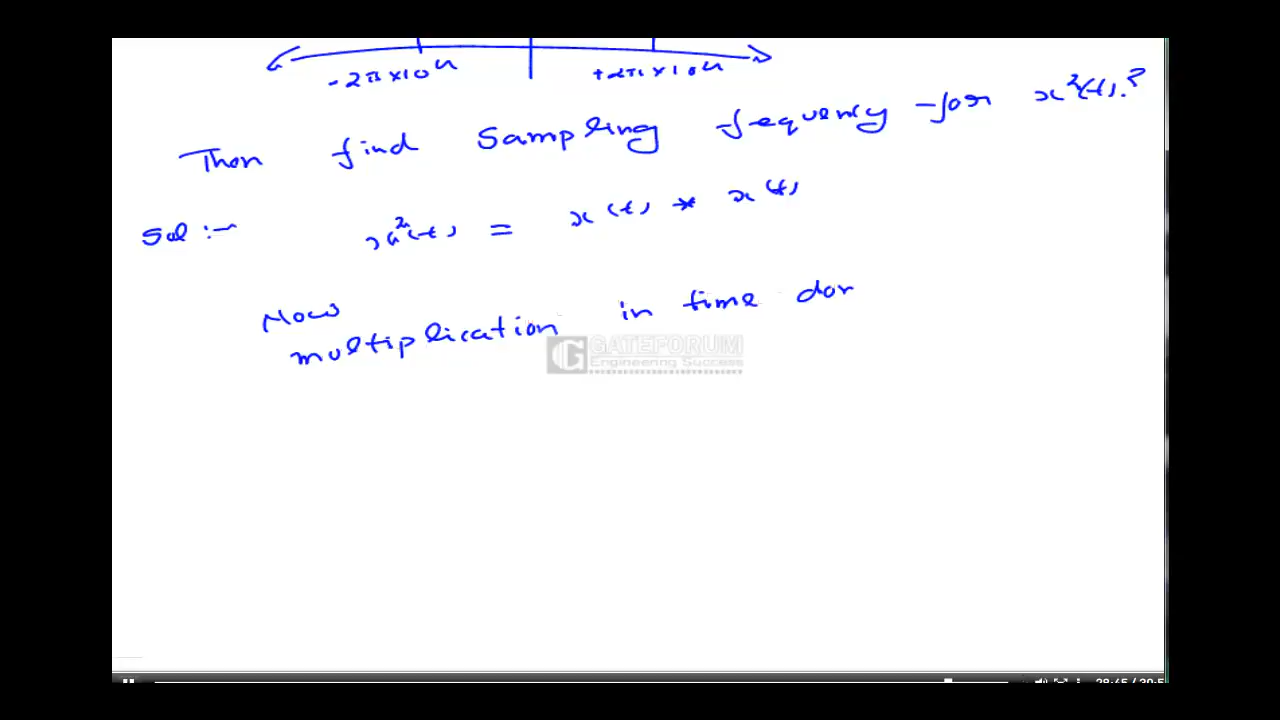 -2π×10⁴ +2π×10⁴
Then find Sampling frequency for x²(t).?
Sol :- x²(t) = x(t) * x(t)
Now
multiplication in time dom
GATEFORUM
Engineering Success